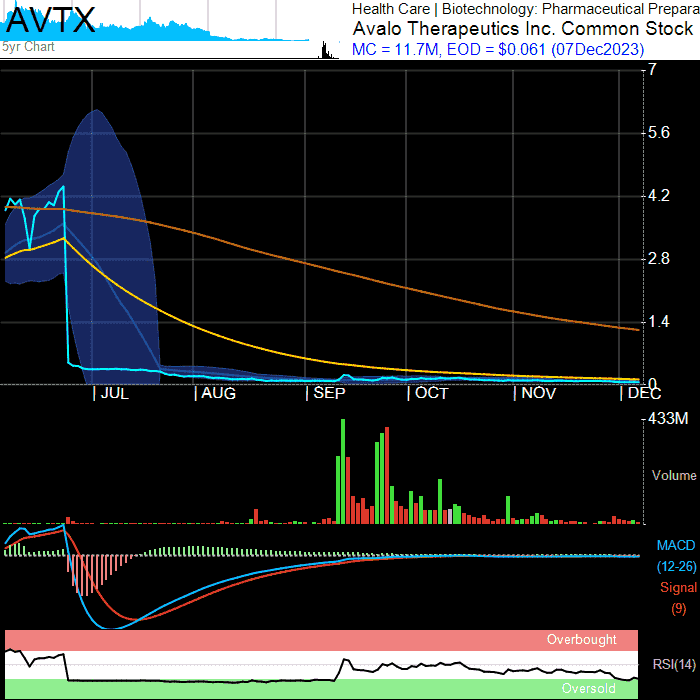 AVTX
5yr Chart
Health Care | Biotechnology: Pharmaceutical Prepara
Avalo Therapeutics Inc. Common Stock
MC = 11.7M, EOD = $0.061 (07Dec2023)
7
5.6
4.2
2.8
1.4
0
JUL
AUG
SEP
OCT
NOV
DEC
433M
Volume
MACD
(12-26)
Signal
(9)
Overbought
RSI(14)
Oversold